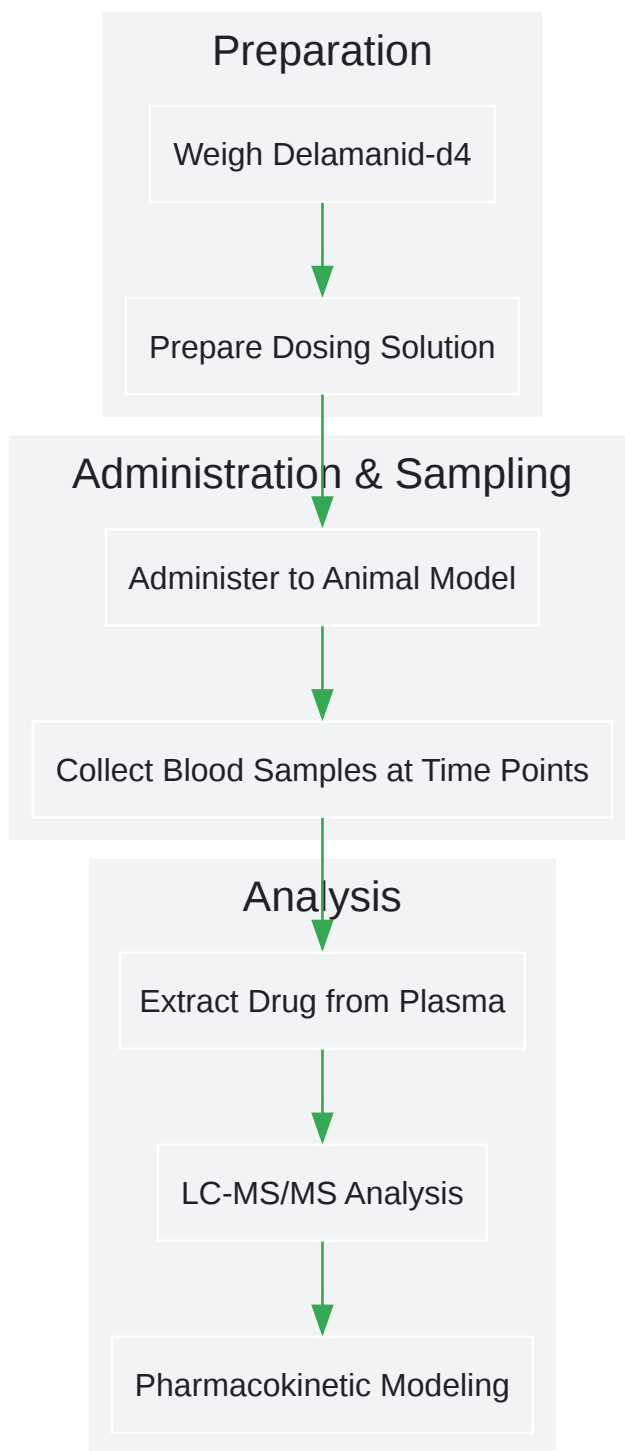 Preparation
Weigh Delamanid-d4
Prepare Dosing Solution
Administration & Sampling
Administer to Animal Model
Collect Blood Samples at Time Points
Analysis
Extract Drug from Plasma
LC-MS/MS Analysis
Pharmacokinetic Modeling